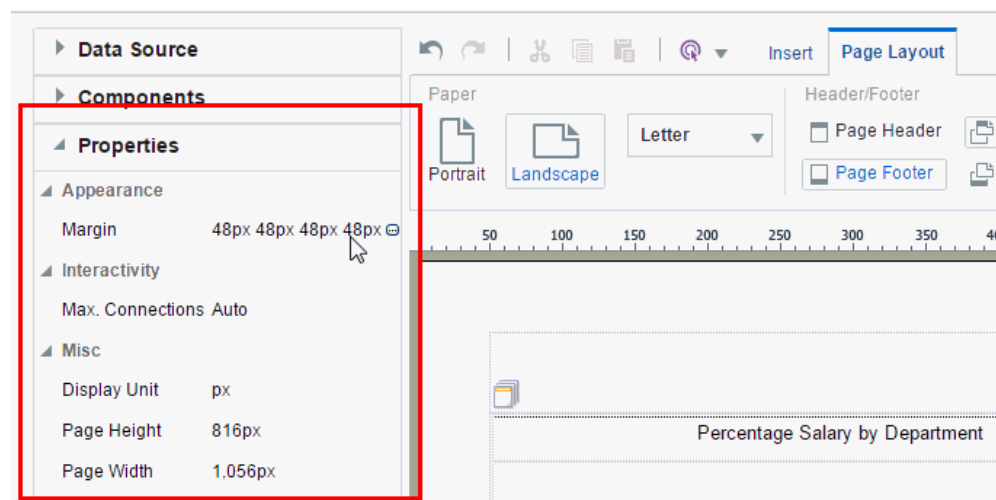 Data Source
Components
Properties
Appearance
Margin 48px 48px 48px 48px
Interactivity
Max. Connections Auto
Misc
Display Unit px
Page Height 816px
Page Width 1,056px
Insert Page Layout
Paper Header/Footer
Portrait Landscape Letter Page Header
Page Footer
50 100 150 200 250 300 350
Percentage Salary by Department